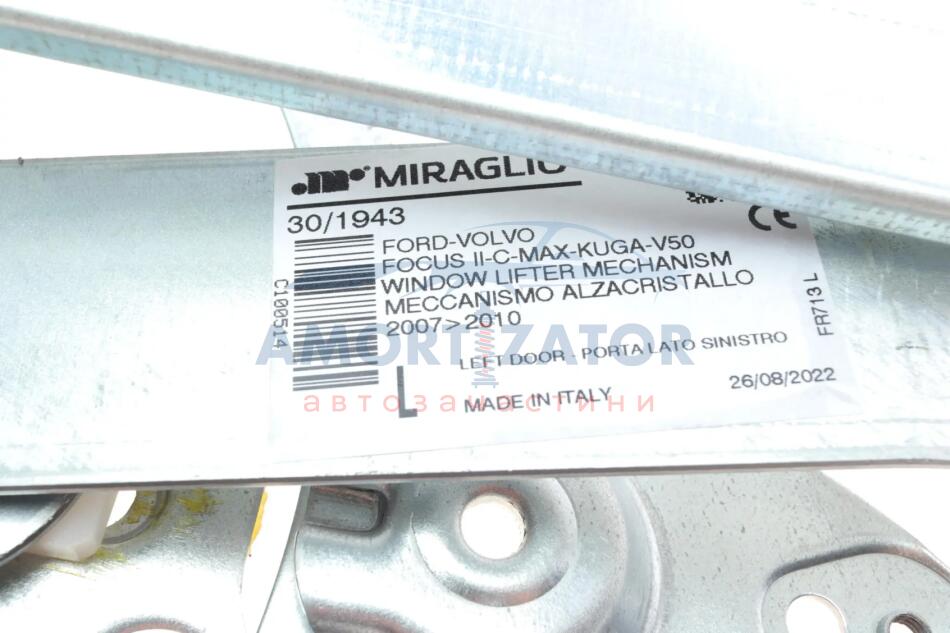 MIRAGLIO
30/1943
CE
FORD-VOLVO
FOCUS II-C-MAX-KUGA-V50
WINDOW LIFTER MECHANISM
MECCANISMO ALZACRISTALLO
2007>2010
C100514
FR713 L
LEFT DOOR - PORTA LATO SINISTRO
L
MADE IN ITALY
26/08/2022
AMORTIZATOR
автозапчастини